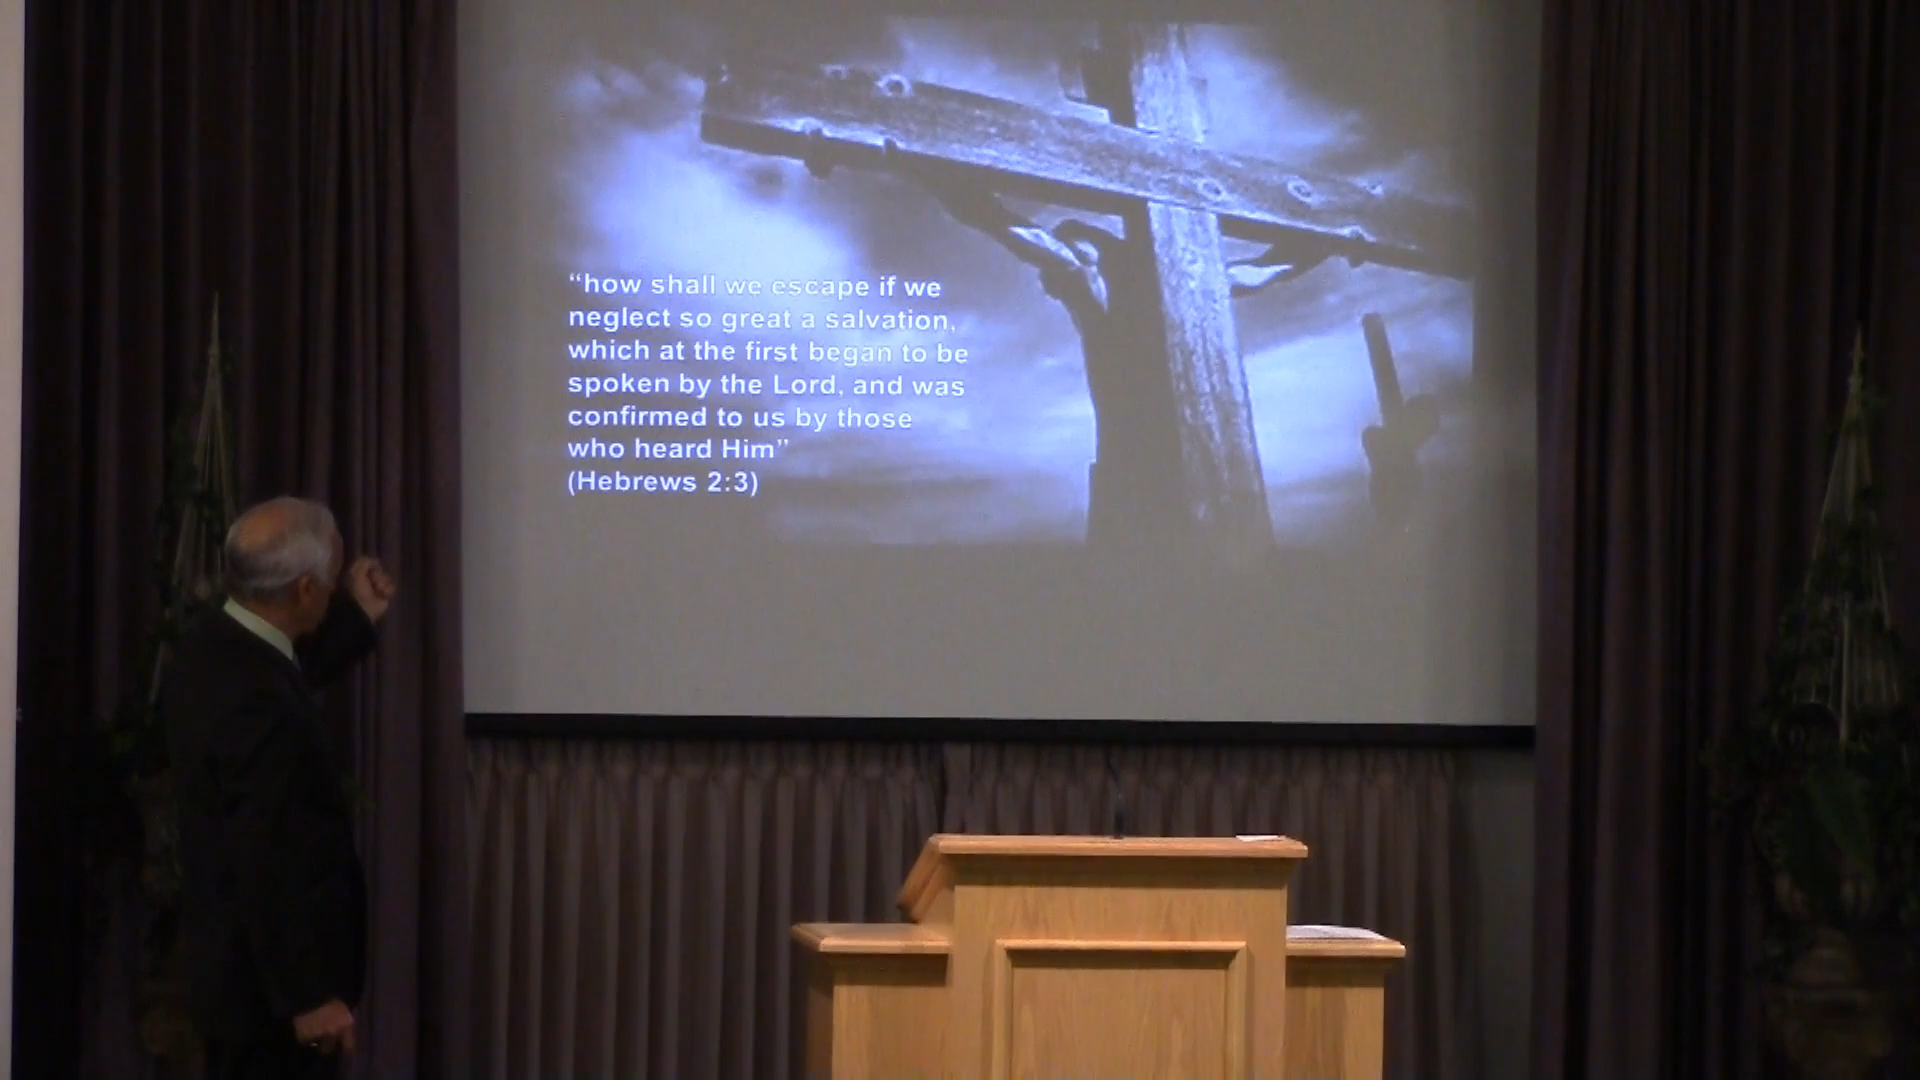 “how shall we escape if we
neglect so great a salvation,
which at the first began to be
spoken by the Lord, and was
confirmed to us by those
who heard Him”
(Hebrews 2:3)